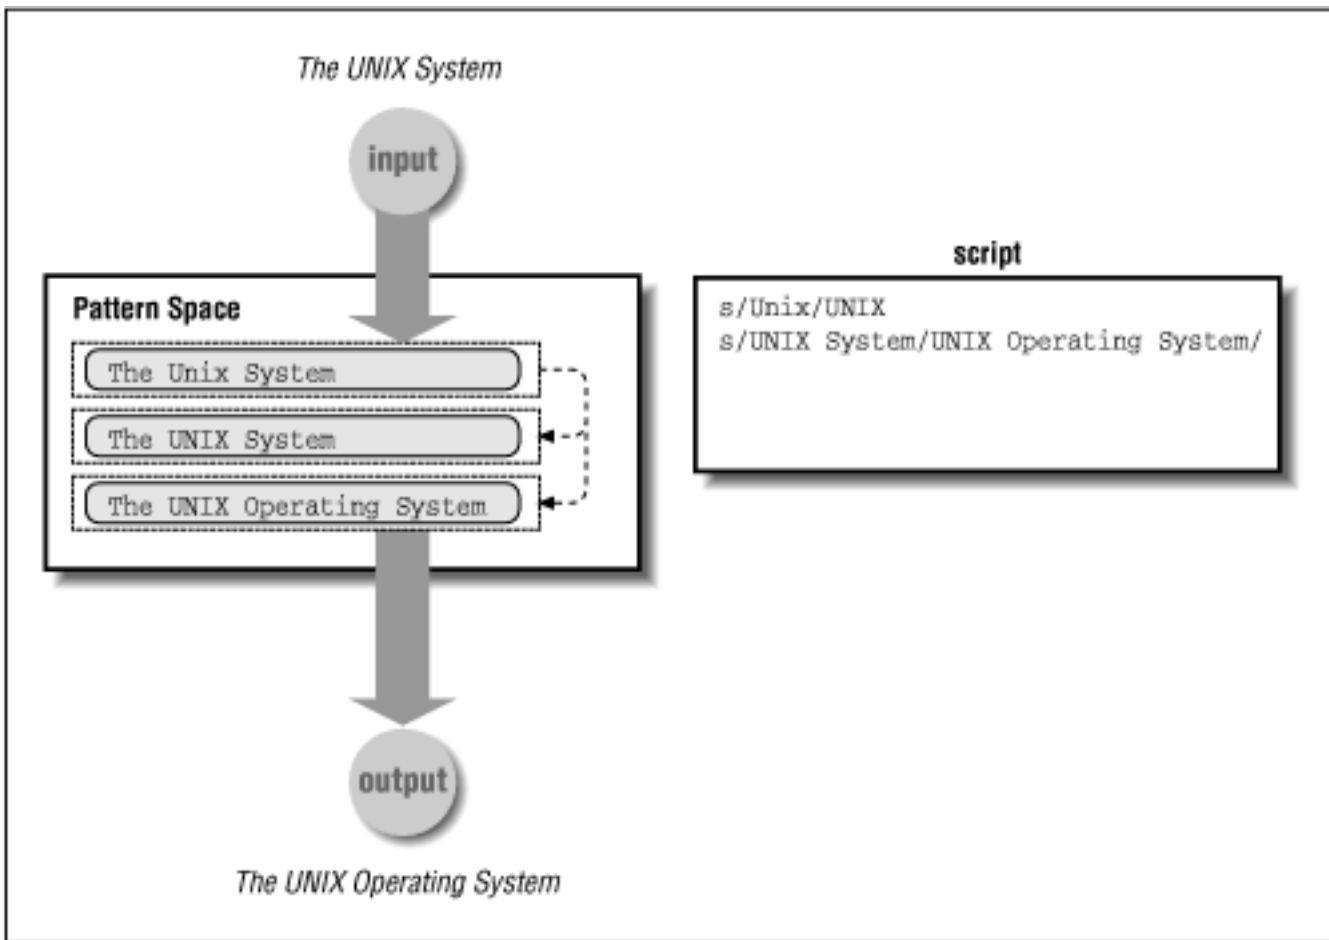 The UNIX System
input
Pattern Space
The Unix System
The UNIX System
The UNIX Operating System
output
The UNIX Operating System
script
s/Unix/UNIX
s/UNIX System/UNIX Operating System/